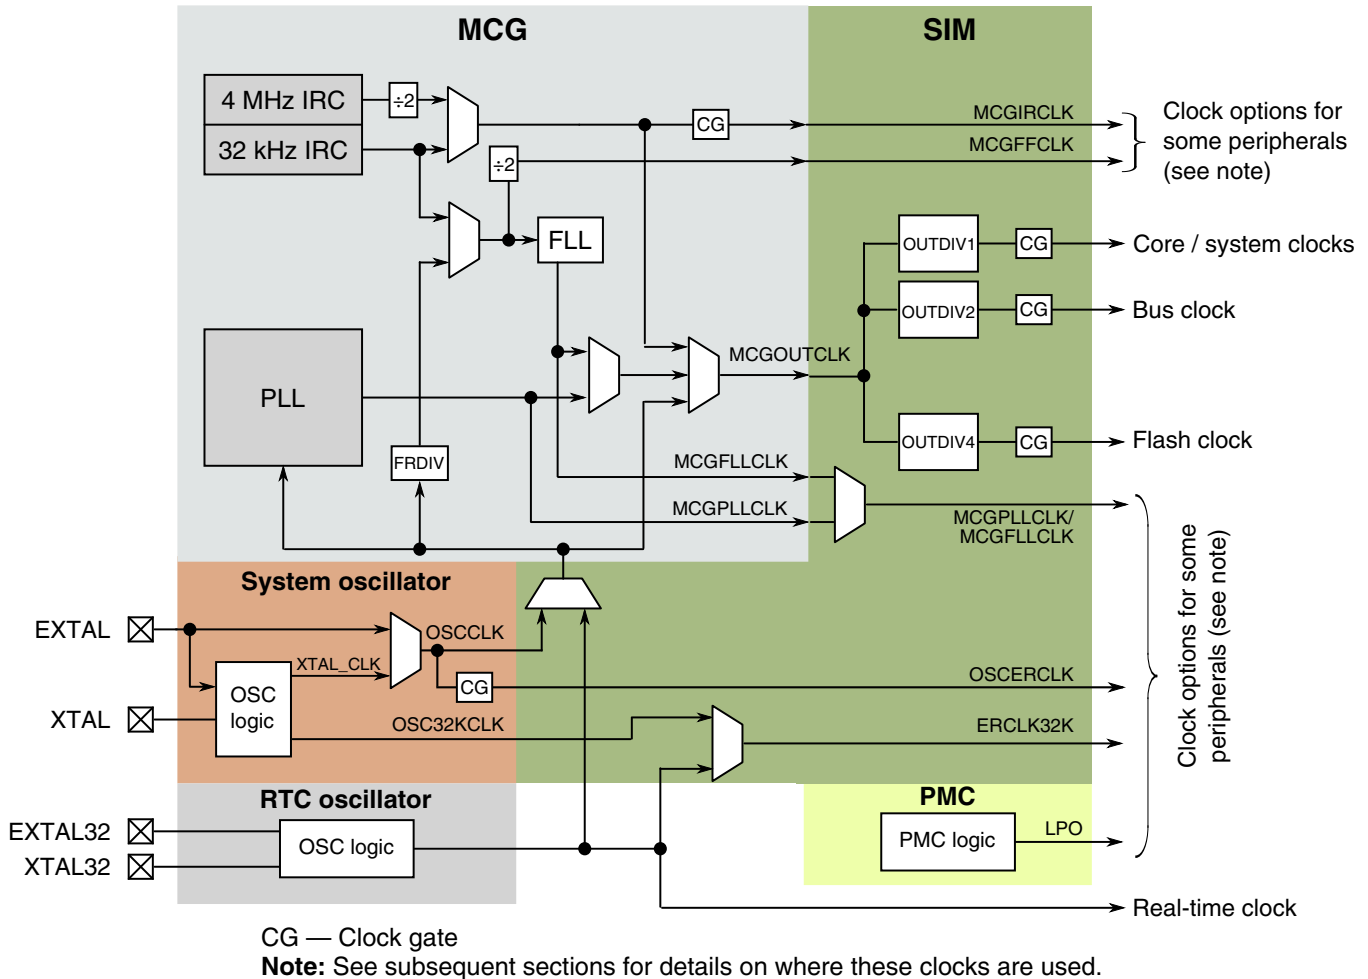 MCG
SIM
4 MHz IRC
÷2
32 kHz IRC
CG
MCGIRCLK
MCGFFCLK
Clock options for
some peripherals
(see note)
÷2
FLL
OUTDIV1
CG
Core / system clocks
OUTDIV2
CG
Bus clock
PLL
MCGOUTCLK
OUTDIV4
CG
Flash clock
FRDIV
MCGFLLCLK
MCGPLLCLK
MCGPLLCLK/
MCGFLLCLK
Clock options for some
peripherals (see note)
System oscillator
EXTAL
OSCCLK
XTAL_CLK
OSC
logic
CG
OSCERCLK
XTAL
OSC32KCLK
ERCLK32K
RTC oscillator
PMC
EXTAL32
XTAL32
OSC logic
PMC logic
LPO
Real-time clock
CG — Clock gate
Note: See subsequent sections for details on where these clocks are used.